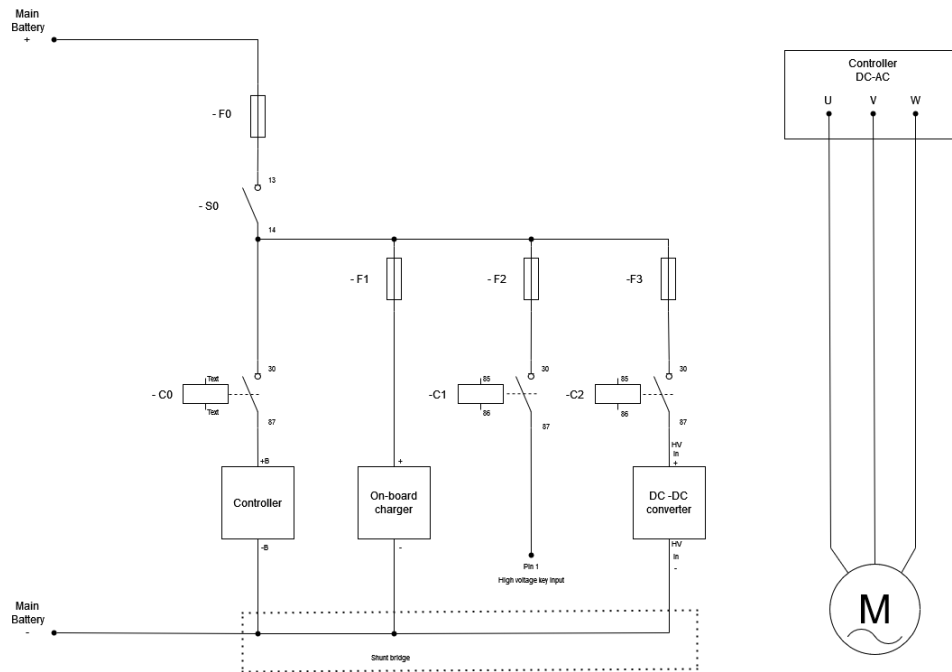 Main
Battery
+
Controller
DC-AC
U V W
- F0
13
- S0
14
- F1
- F2
-F3
30
30
30
Text
85
85
- C0
-C1
-C2
Text
86
86
87
87
87
+B
+
HV
In
+
Controller
On-board
charger
DC -DC
converter
-B
-
HV
In
-
Pin 1
High voltage key input
M
Main
Battery
-
Shunt bridge